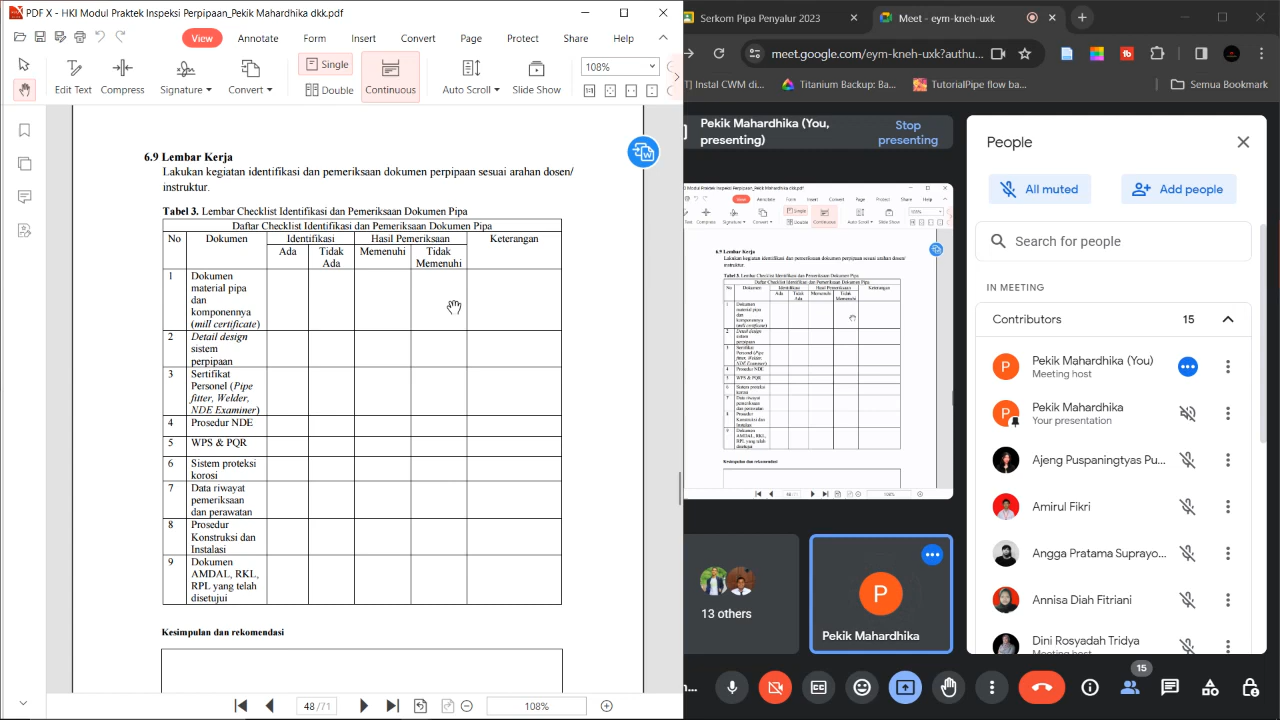 PDF X - HKI Modul Praktek Inspeksi Perpipaan_Pekik Mahardhika dkk.pdf
View
Annotate
Form
Insert
Convert
Page
Protect
Share
Help
Edit Text
Compress
Signature
Convert
Single
Double
Continuous
Auto Scroll
Slide Show
108%
6.9 Lembar Kerja
Lakukan kegiatan identifikasi dan pemeriksaan dokumen perpipaan sesuai arahan dosen/
instruktur.
Tabel 3. Lembar Checklist Identifikasi dan Pemeriksaan Dokumen Pipa
Daftar Checklist Identifikasi dan Pemeriksaan Dokumen Pipa
No Dokumen Identifikasi Hasil Pemeriksaan Keterangan
Ada Tidak Memenuhi Tidak
Ada Memenuhi
1 Dokumen
material pipa
dan
komponennya
(mill certificate)
2 Detail design
sistem
perpipaan
3 Sertifikat
Personel (Pipe
fitter, Welder,
NDE Examiner)
4 Prosedur NDE
5 WPS & PQR
6 Sistem proteksi
korosi
7 Data riwayat
pemeriksaan
dan perawatan
8 Prosedur
Konstruksi dan
Instalasi
9 Dokumen
AMDAL, RKL,
RPL yang telah
disetujui
Kesimpulan dan rekomendasi
48 /71
108%
Serkom Pipa Penyalur 2023
Meet - eym-kneh-uxk
meet.google.com/eym-kneh-uxk?authu...
T] Instal CWM di...
Titanium Backup: Ba...
TutorialPipe flow ba...
Semua Bookmark
Pekik Mahardhika (You,
presenting)
Stop
presenting
13 others
P
Pekik Mahardhika
People
All muted
Add people
Search for people
IN MEETING
Contributors 15
P
Pekik Mahardhika (You)
Meeting host
P
Pekik Mahardhika
Your presentation
Ajeng Puspaningtyas Pu...
Amirul Fikri
Angga Pratama Suprayo...
Annisa Diah Fitriani
Dini Rosyadah Tridya
Meeting host
15